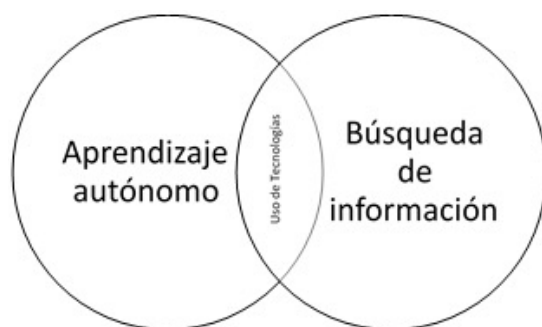 Aprendizaje
autónomo
Uso de Tecnologías
Búsqueda
de
información